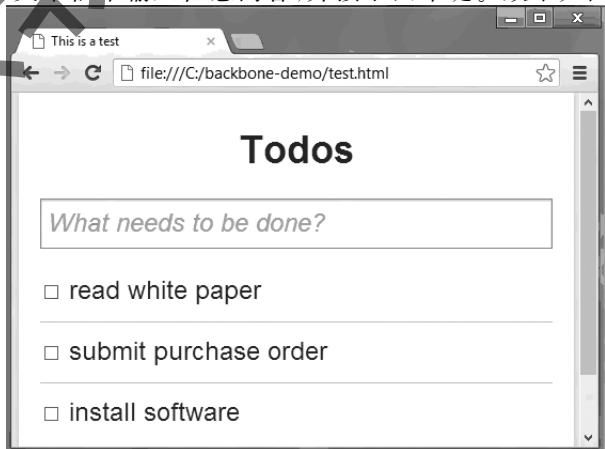 This is a test
file:///C:/backbone-demo/test.html
Todos
What needs to be done?
read white paper
submit purchase order
install software